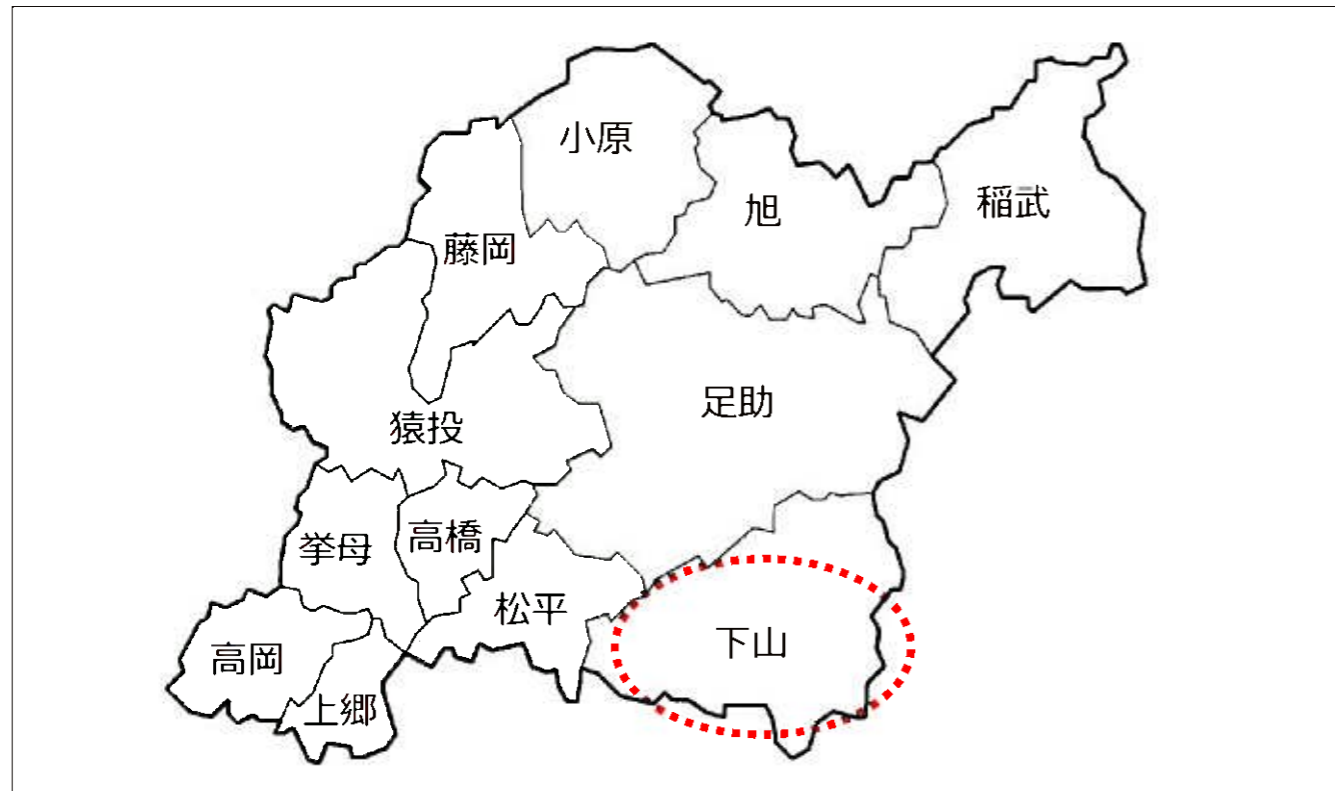 小原
旭
稲武
藤岡
足助
猿投
挙母
高橋
松平
下山
高岡
上郷